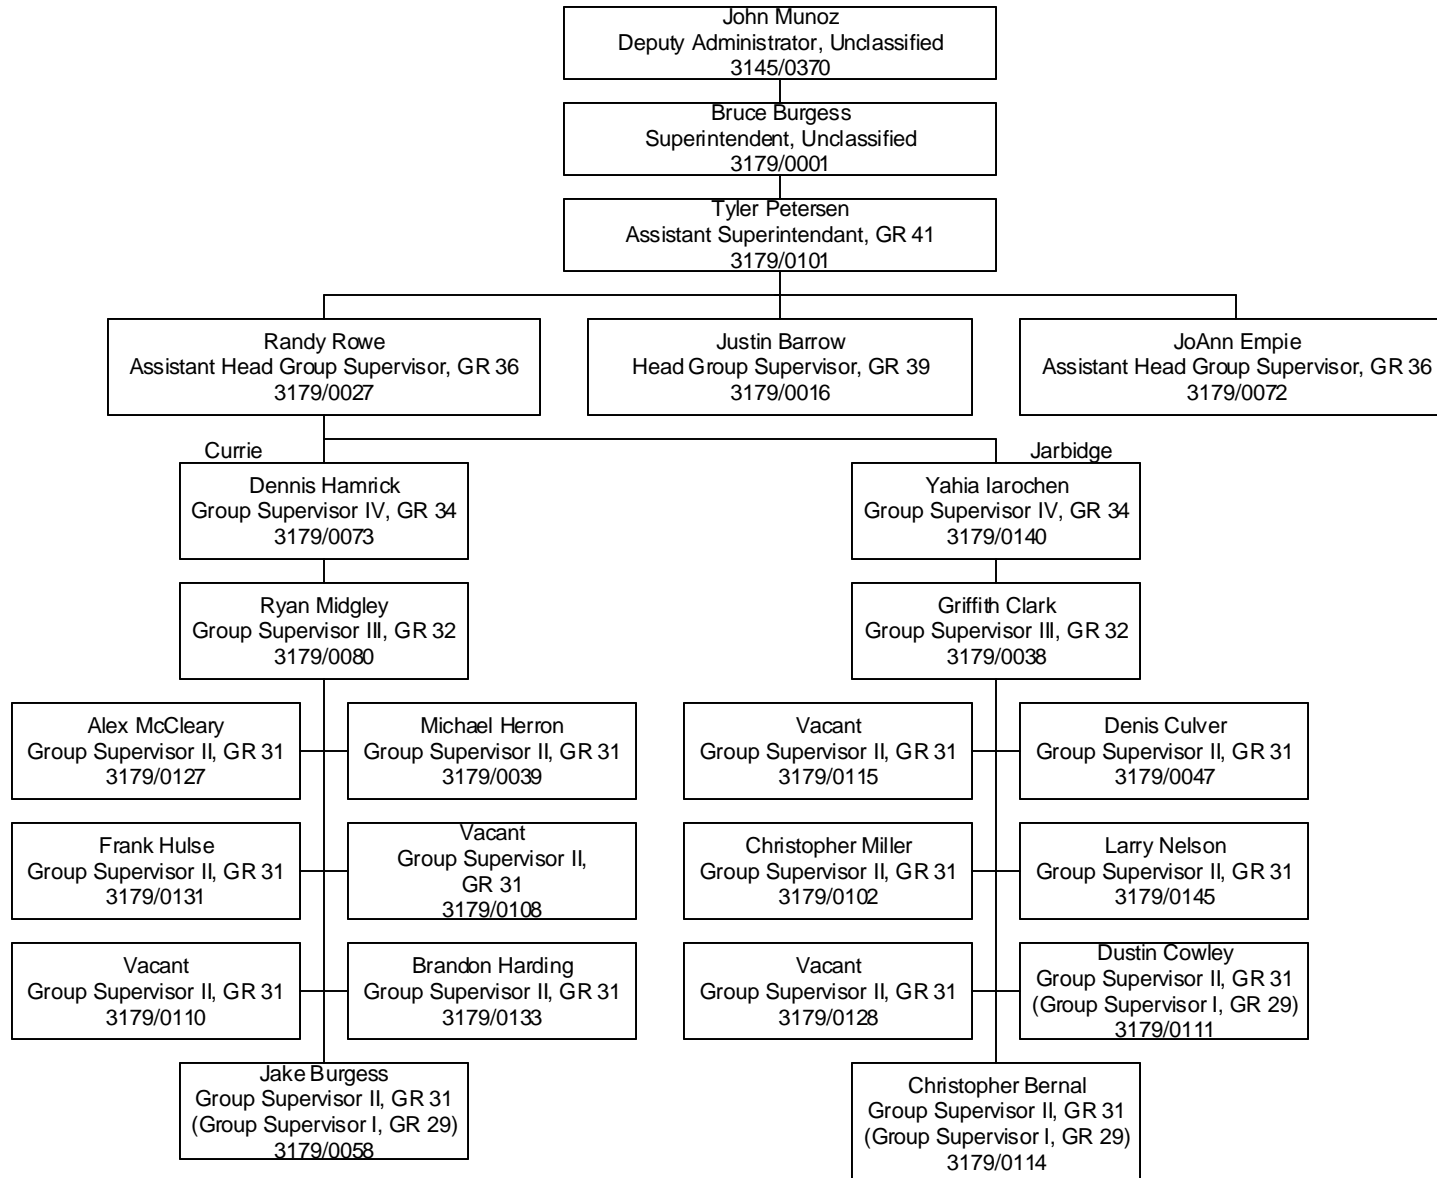 John Munoz
Deputy Administrator, Unclassified
3145/0370
Bruce Burgess
Superintendent, Unclassified
3179/0001
Tyler Petersen
Assistant Superintendant, GR 41
3179/0101
Randy Rowe
Assistant Head Group Supervisor, GR 36
3179/0027
Justin Barrow
Head Group Supervisor, GR 39
3179/0016
JoAnn Empie
Assistant Head Group Supervisor, GR 36
3179/0072
Currie
Jarbidge
Dennis Hamrick
Group Supervisor IV, GR 34
3179/0073
Yahia Iarochen
Group Supervisor IV, GR 34
3179/0140
Ryan Midgley
Group Supervisor III, GR 32
3179/0080
Griffith Clark
Group Supervisor III, GR 32
3179/0038
Alex McCleary
Group Supervisor II, GR 31
3179/0127
Michael Herron
Group Supervisor II, GR 31
3179/0039
Vacant
Group Supervisor II, GR 31
3179/0115
Denis Culver
Group Supervisor II, GR 31
3179/0047
Frank Hulse
Group Supervisor II, GR 31
3179/0131
Vacant
Group Supervisor II,
GR 31
3179/0108
Christopher Miller
Group Supervisor II, GR 31
3179/0102
Larry Nelson
Group Supervisor II, GR 31
3179/0145
Vacant
Group Supervisor II, GR 31
3179/0110
Brandon Harding
Group Supervisor II, GR 31
3179/0133
Vacant
Group Supervisor II, GR 31
3179/0128
Dustin Cowley
Group Supervisor II, GR 31
(Group Supervisor I, GR 29)
3179/0111
Jake Burgess
Group Supervisor II, GR 31
(Group Supervisor I, GR 29)
3179/0058
Christopher Bernal
Group Supervisor II, GR 31
(Group Supervisor I, GR 29)
3179/0114